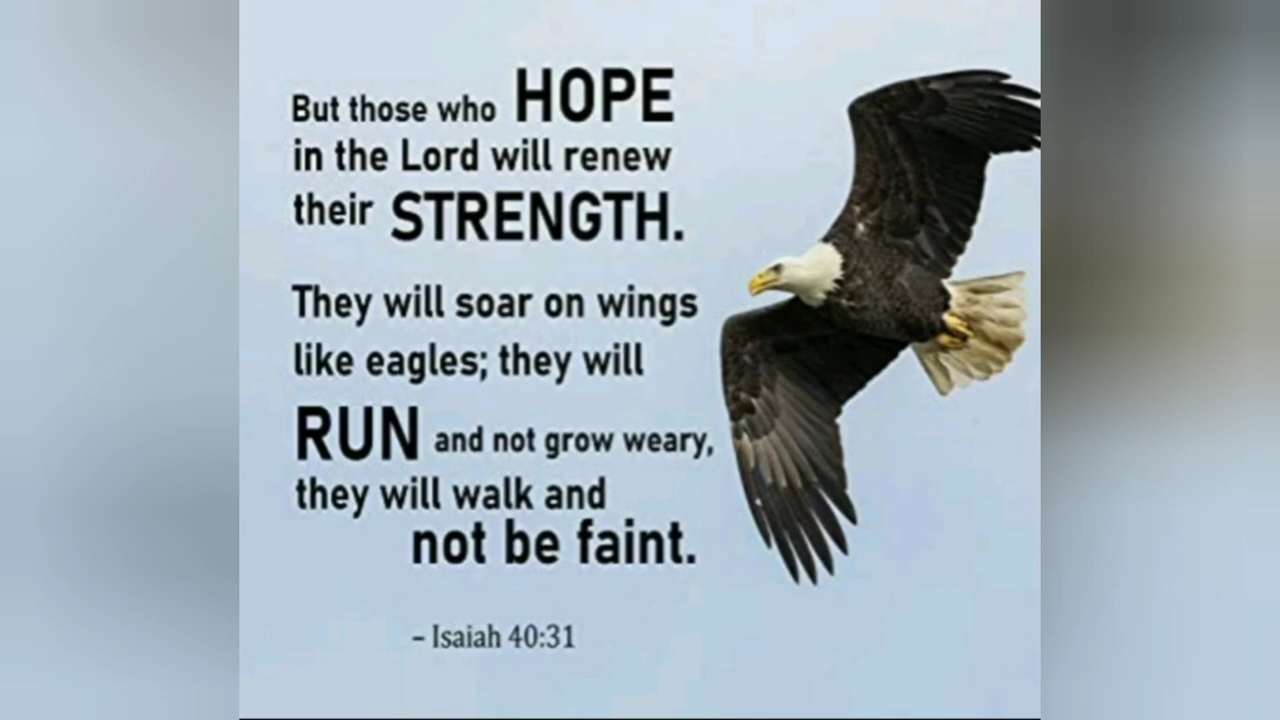 But those who HOPE
in the Lord will renew
their STRENGTH.
They will soar on wings
like eagles; they will
RUN and not grow weary,
they will walk and
not be faint.
– Isaiah 40:31